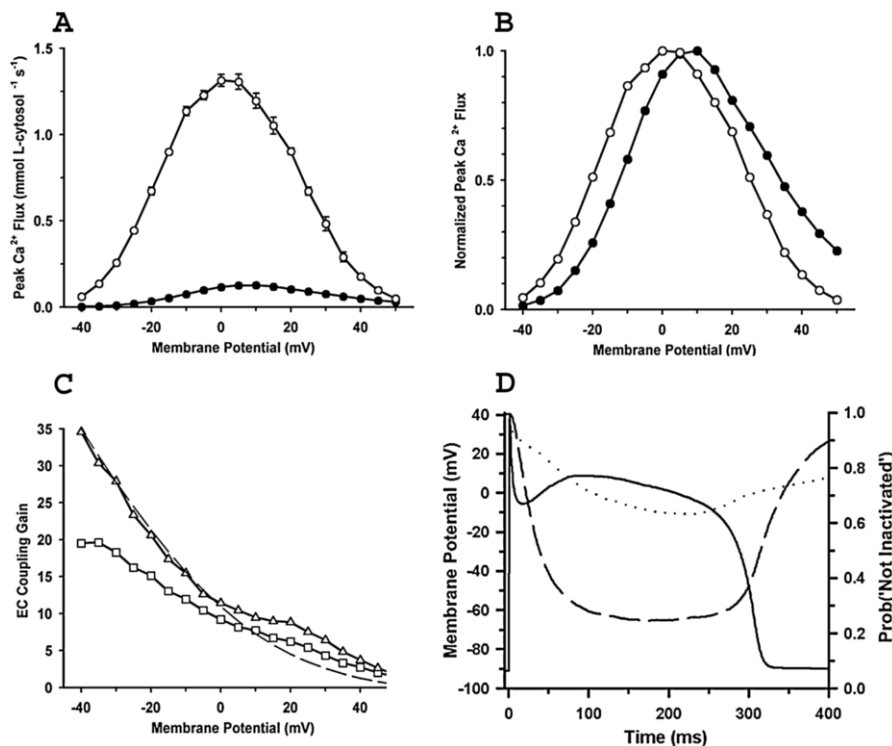 A
Peak Ca²⁺ Flux (mmol L-cytosol ⁻¹ s⁻¹)
1.5
1.0
0.5
0.0
-40 -20 0 20 40
Membrane Potential (mV)
B
Normalized Peak Ca ²⁺ Flux
1.0
0.5
0.0
-40 -20 0 20 40
Membrane Potential (mV)
C
EC Coupling Gain
35
30
25
20
15
10
5
0
-40 -20 0 20 40
Membrane Potential (mV)
D
Membrane Potential (mV)
40
20
0
-20
-40
-60
-80
-100
0 100 200 300 400
Time (ms)
1.0
0.8
0.6
0.4
0.2
0.0
Prob('Not Inactivated')